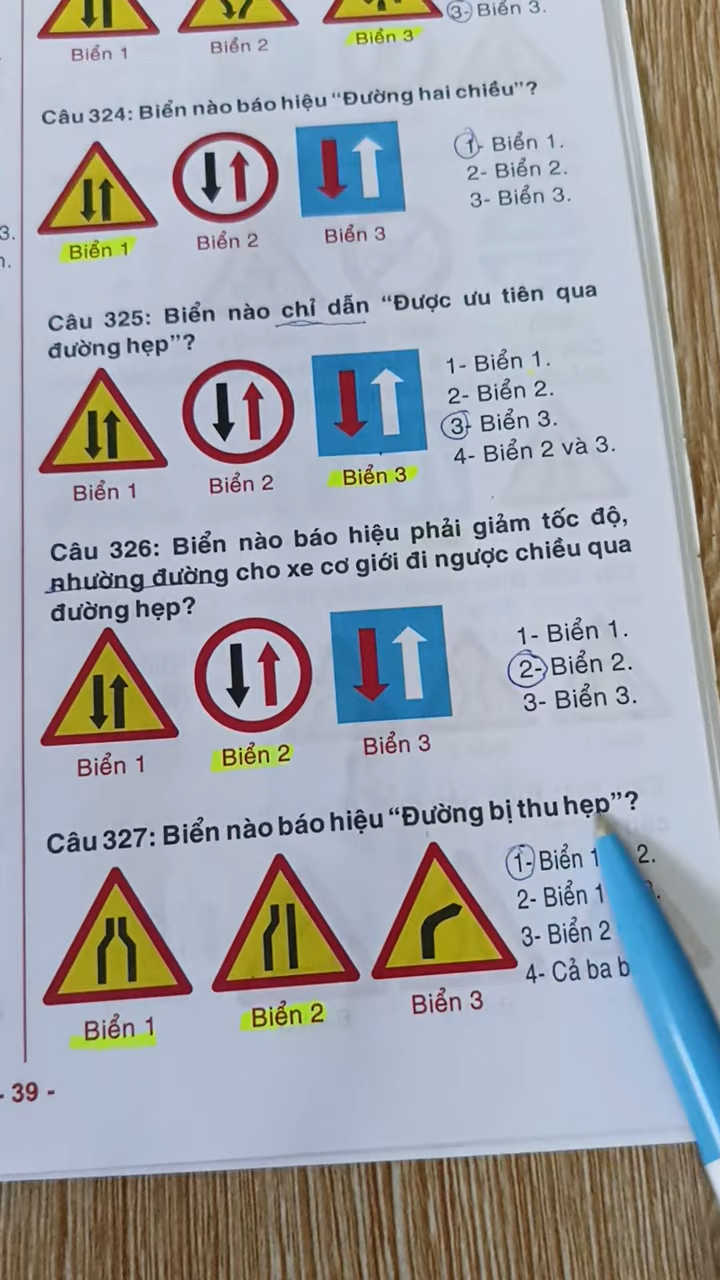 3- Biển 3.
Biển 1
Biển 2
Biển 3
Câu 324: Biển nào báo hiệu "Đường hai chiều"?
1- Biển 1.
2- Biển 2.
3- Biển 3.
Biển 1
Biển 2
Biển 3
3.
Câu 325: Biển nào chỉ dẫn "Được ưu tiên qua
đường hẹp"?
1- Biển 1.
2- Biển 2.
3- Biển 3.
4- Biển 2 và 3.
Biển 1
Biển 2
Biển 3
Câu 326: Biển nào báo hiệu phải giảm tốc độ,
nhường đường cho xe cơ giới đi ngược chiều qua
đường hẹp?
1- Biển 1.
2- Biển 2.
3- Biển 3.
Biển 1
Biển 2
Biển 3
Câu 327: Biển nào báo hiệu "Đường bị thu hẹp"?
1- Biển 1 2.
2- Biển 1
3- Biển 2
4- Cả ba b
Biển 1
Biển 2
Biển 3
- 39 -